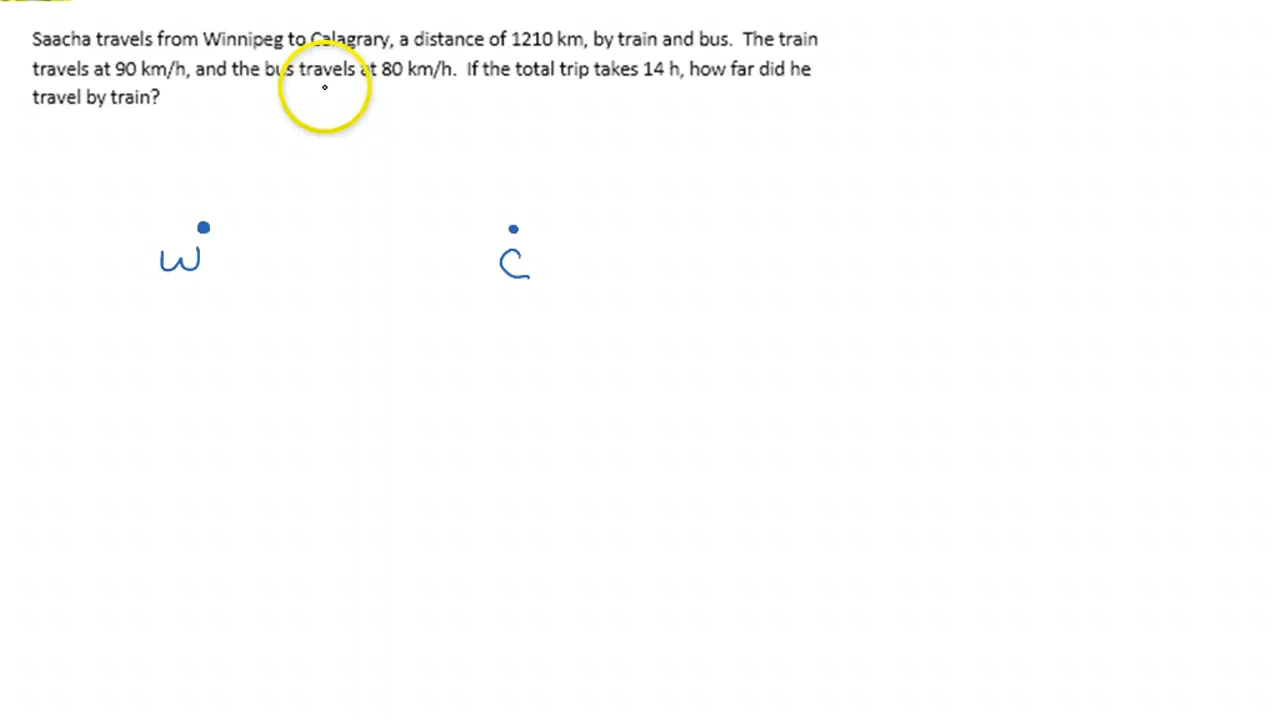 Saacha travels from Winnipeg to Calagrary, a distance of 1210 km, by train and bus. The train
travels at 90 km/h, and the bus travels at 80 km/h. If the total trip takes 14 h, how far did he
travel by train?
W C